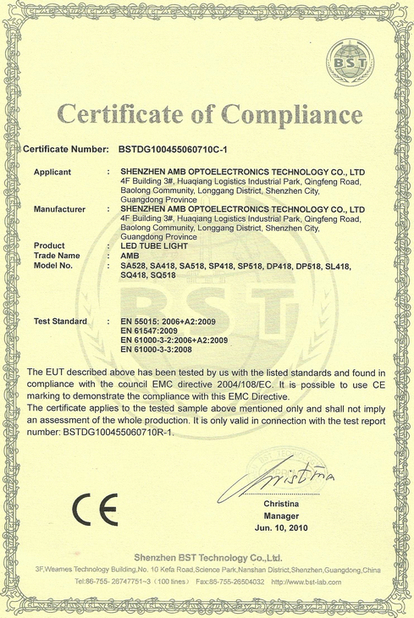 BST
Certificate of Compliance
Certificate Number: BSTDG100455060710C-1
Applicant : SHENZHEN AMB OPTOELECTRONICS TECHNOLOGY CO., LTD
4F Building 3#, Huaqiang Logistics Industrial Park, Qingfeng Road,
Baolong Community, Longgang District, Shenzhen City,
Guangdong Province
Manufacturer : SHENZHEN AMB OPTOELECTRONICS TECHNOLOGY CO., LTD
4F Building 3#, Huaqiang Logistics Industrial Park, Qingfeng Road,
Baolong Community, Longgang District, Shenzhen City,
Guangdong Province
Product : LED TUBE LIGHT
Trade Name : AMB
Model No. : SA528, SA418, SA518, SP418, SP518, DP418, DP518, SL418,
SQ418, SQ518
BST
Test Standard : EN 55015: 2006+A2:2009
EN 61547:2009
EN 61000-3-2:2006+A2:2009
EN 61000-3-3:2008
The EUT described above has been tested by us with the listed standards and found in
compliance with the council EMC directive 2004/108/EC. It is possible to use CE
marking to demonstrate the compliance with this EMC Directive.
The certificate applies to the tested sample above mentioned only and shall not imply
an assessment of the whole production. It is only valid in connection with the test report
number: BSTDG100455060710R-1.
Christina
CE
Christina
Manager
Jun. 10, 2010
Shenzhen BST Technology Co.,Ltd.
3F,Weames Technology Building,No. 10 Kefa Road,Science Park,Nanshan District,Shenzhen,Guangdong,China
Tel:86-755- 26747751~3 (100 lines) Fax:86-755-26504032 http://www.bst-lab.com